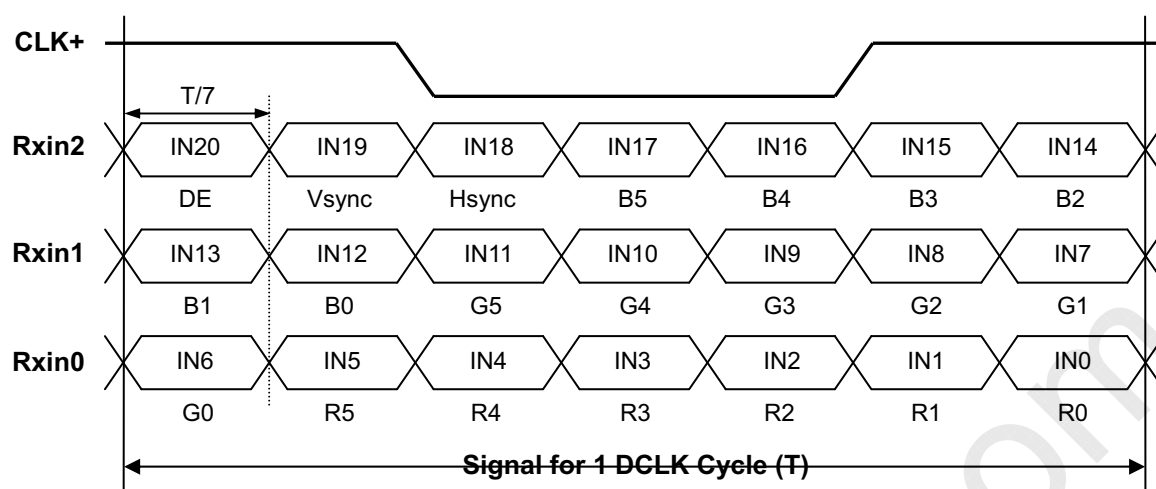 CLK+
T/7
Rxin2 IN20 IN19 IN18 IN17 IN16 IN15 IN14
DE Vsync Hsync B5 B4 B3 B2
Rxin1 IN13 IN12 IN11 IN10 IN9 IN8 IN7
B1 B0 G5 G4 G3 G2 G1
Rxin0 IN6 IN5 IN4 IN3 IN2 IN1 IN0
G0 R5 R4 R3 R2 R1 R0
Signal for 1 DCLK Cycle (T)
om